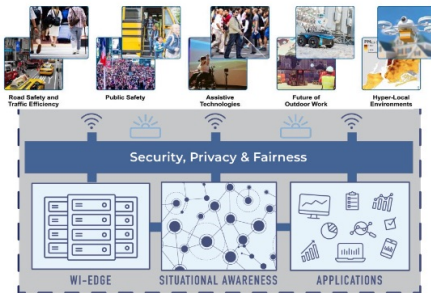 Road Safety and
Traffic Efficiency
Public Safety
Assistive
Technologies
Future of
Outdoor Work
Hyper-Local
Environments
Security, Privacy & Fairness
WI-EDGE
SITUATIONAL AWARENESS
APPLICATIONS